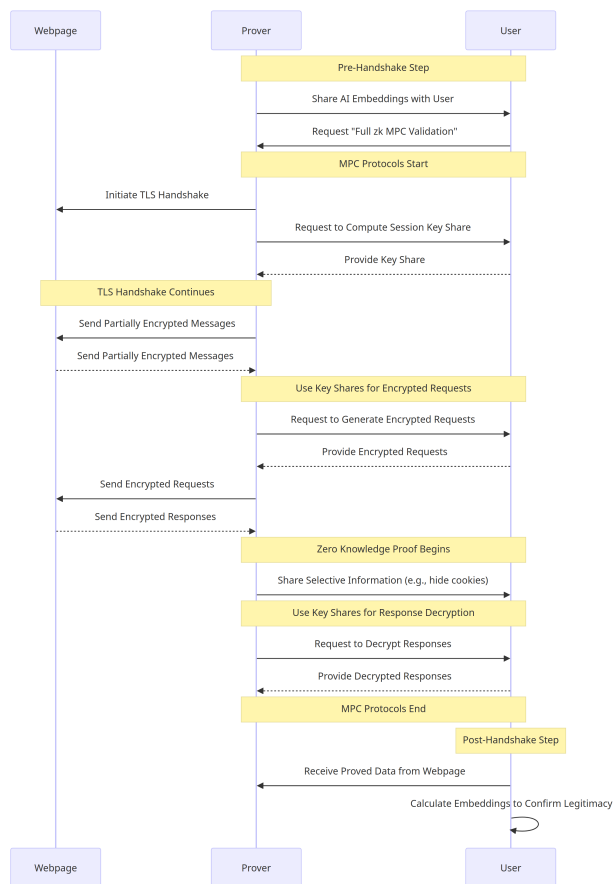 Webpage
Prover
User
Pre-Handshake Step
Share AI Embeddings with User
Request "Full zk MPC Validation"
MPC Protocols Start
Initiate TLS Handshake
Request to Compute Session Key Share
Provide Key Share
TLS Handshake Continues
Send Partially Encrypted Messages
Send Partially Encrypted Messages
Use Key Shares for Encrypted Requests
Request to Generate Encrypted Requests
Provide Encrypted Requests
Send Encrypted Requests
Send Encrypted Responses
Zero Knowledge Proof Begins
Share Selective Information (e.g., hide cookies)
Use Key Shares for Response Decryption
Request to Decrypt Responses
Provide Decrypted Responses
MPC Protocols End
Post-Handshake Step
Receive Proved Data from Webpage
Calculate Embeddings to Confirm Legitimacy
Webpage
Prover
User